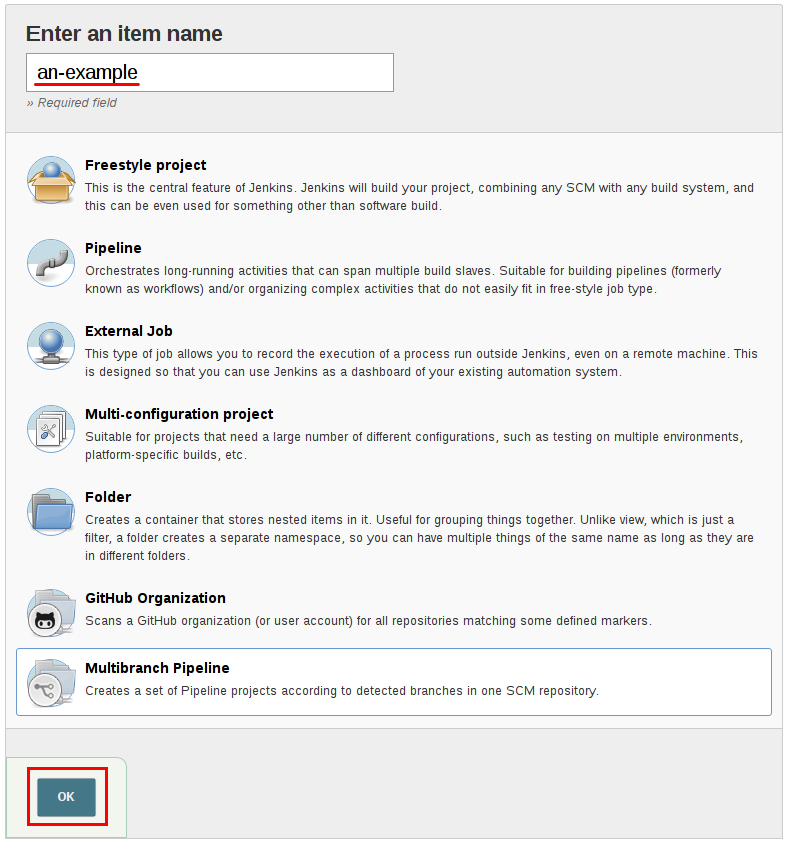 Enter an item name
an-example
» Required field
Freestyle project
This is the central feature of Jenkins. Jenkins will build your project, combining any SCM with any build system, and
this can be even used for something other than software build.
Pipeline
Orchestrates long-running activities that can span multiple build slaves. Suitable for building pipelines (formerly
known as workflows) and/or organizing complex activities that do not easily fit in free-style job type.
External Job
This type of job allows you to record the execution of a process run outside Jenkins, even on a remote machine. This
is designed so that you can use Jenkins as a dashboard of your existing automation system.
Multi-configuration project
Suitable for projects that need a large number of different configurations, such as testing on multiple environments,
platform-specific builds, etc.
Folder
Creates a container that stores nested items in it. Useful for grouping things together. Unlike view, which is just a
filter, a folder creates a separate namespace, so you can have multiple things of the same name as long as they are
in different folders.
GitHub Organization
Scans a GitHub organization (or user account) for all repositories matching some defined markers.
Multibranch Pipeline
Creates a set of Pipeline projects according to detected branches in one SCM repository.
OK